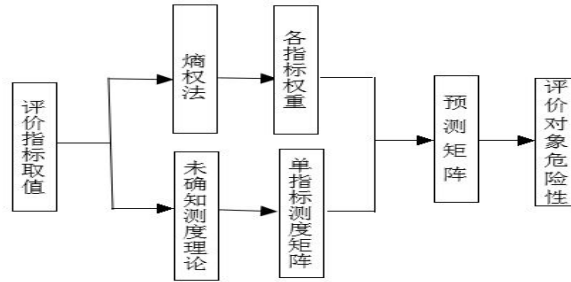 评价指标取值
熵权法
各指标权重
未确知测度理论
单指标测度矩阵
预测矩阵
评价对象危险性